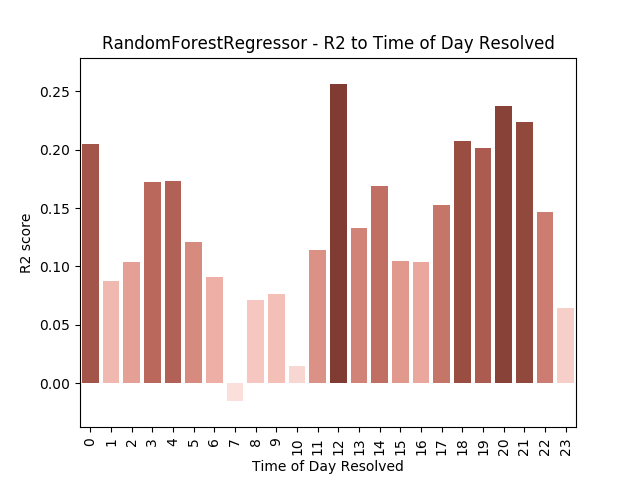 RandomForestRegressor - R2 to Time of Day Resolved
0.25
0.20
0.15
0.10
0.05
0.00
R2 score
0 1 2 3 4 5 6 7 8 9 10 11 12 13 14 15 16 17 18 19 20 21 22 23
Time of Day Resolved